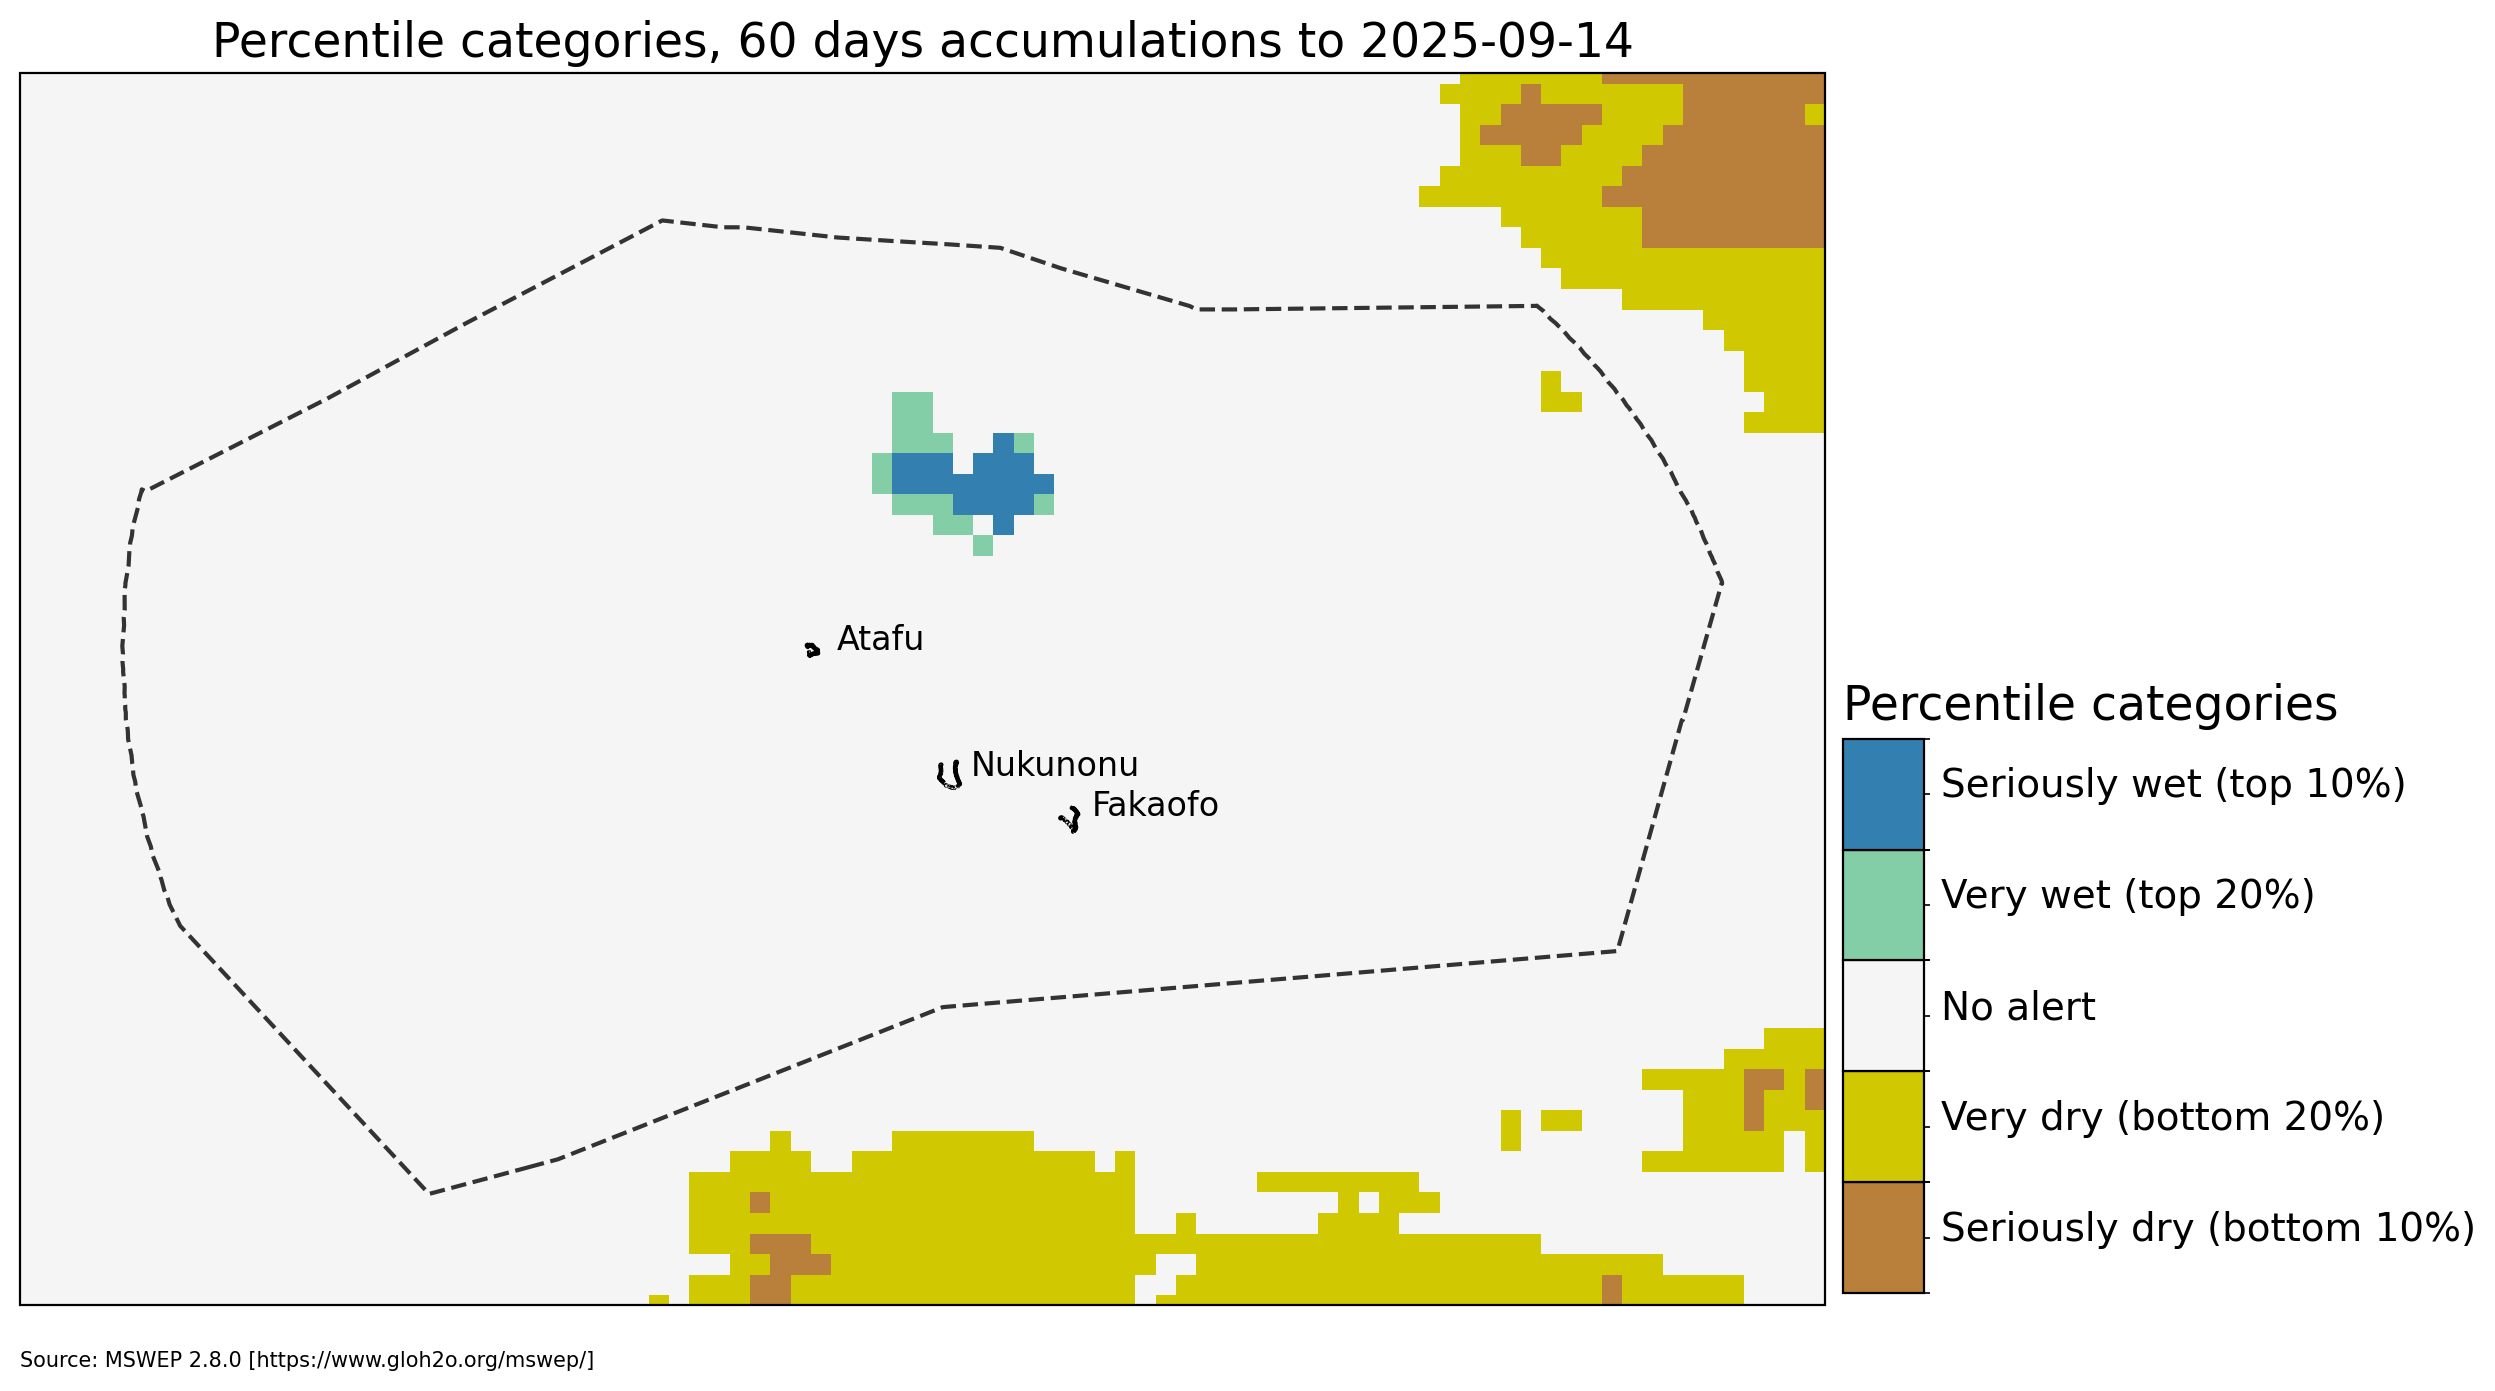 Percentile categories, 60 days accumulations to 2025-09-14
Atafu
Nukunonu
Fakaofo
Percentile categories
Seriously wet (top 10%)
Very wet (top 20%)
No alert
Very dry (bottom 20%)
Seriously dry (bottom 10%)
Source: MSWEP 2.8.0 [https://www.gloh2o.org/mswep/]